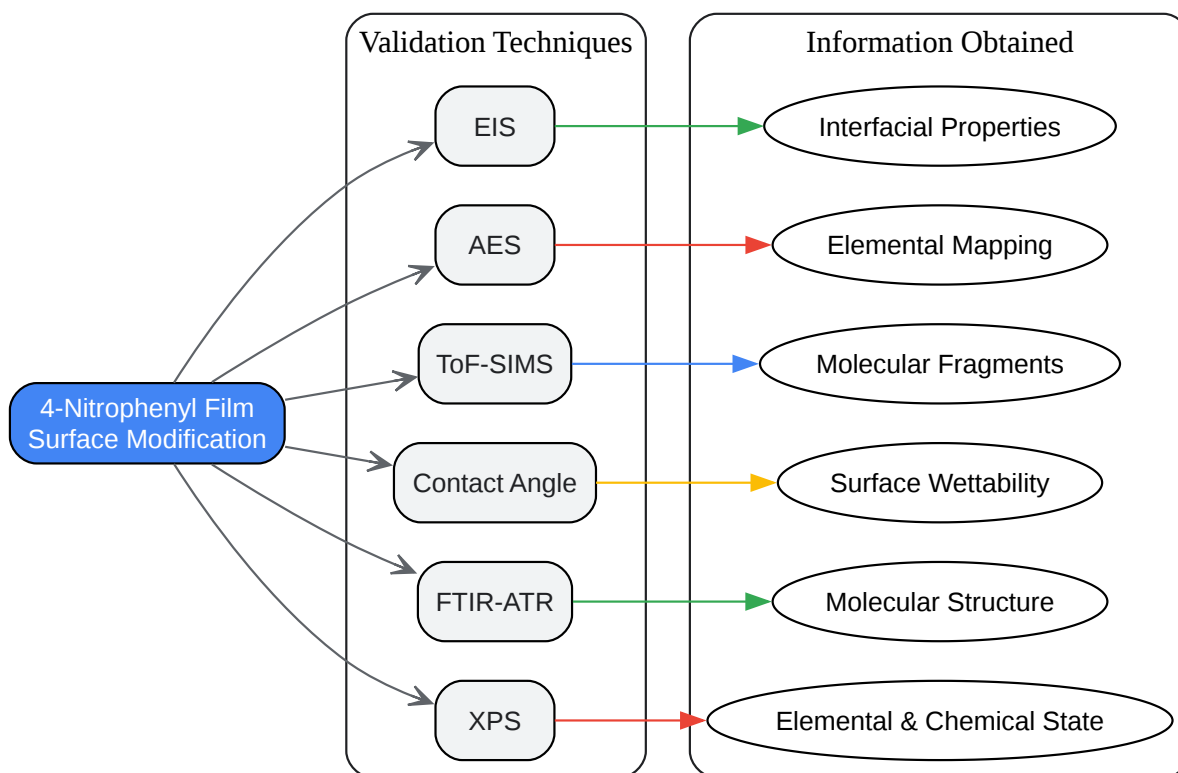 Validation Techniques
Information Obtained
EIS
Interfacial Properties
AES
Elemental Mapping
ToF-SIMS
Molecular Fragments
4-Nitrophenyl Film
Surface Modification
Contact Angle
Surface Wettability
FTIR-ATR
Molecular Structure
XPS
Elemental & Chemical State